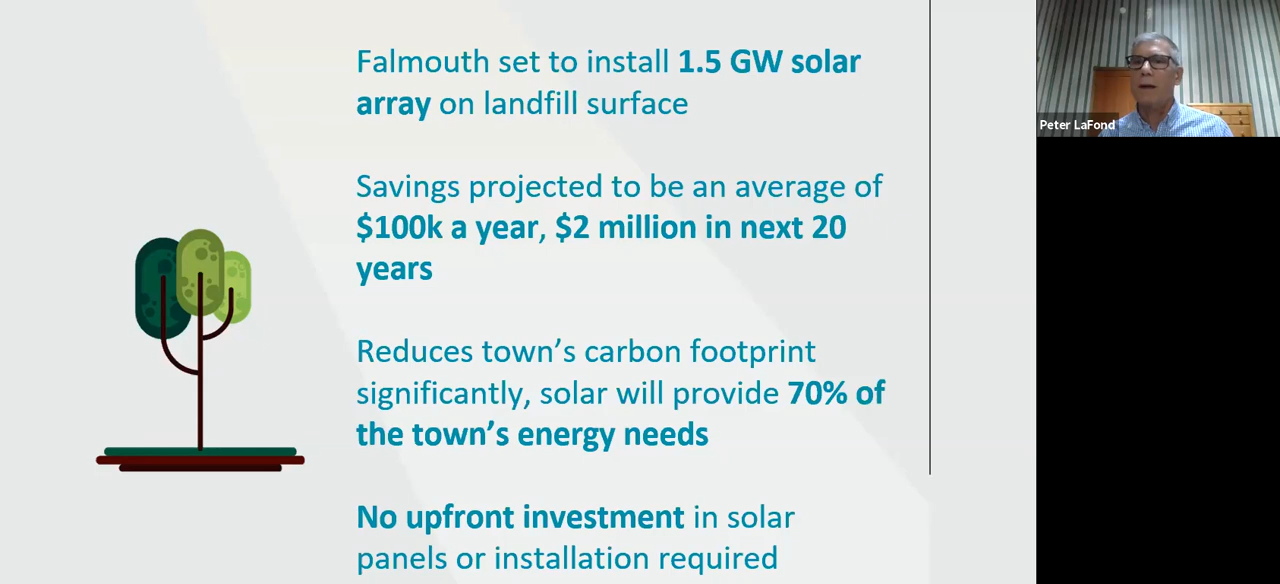 Falmouth set to install 1.5 GW solar
array on landfill surface
Savings projected to be an average of
$100k a year, $2 million in next 20
years
Reduces town’s carbon footprint
significantly, solar will provide 70% of
the town’s energy needs
No upfront investment in solar
panels or installation required
Peter LaFond